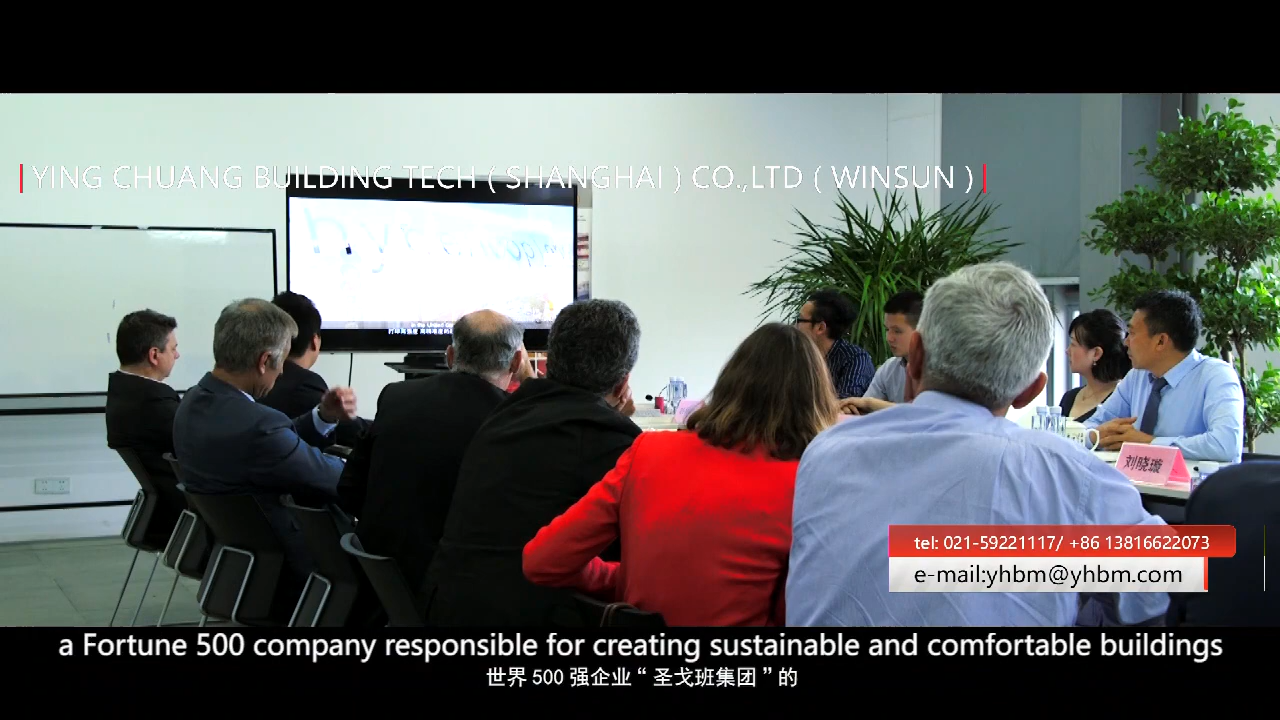 | YING CHUANG BUILDING TECH ( SHANGHAI ) CO.,LTD ( WINSUN ) |
刘晓璇
tel: 021-59221117/ +86 13816622073
e-mail:yhbm@yhbm.com
a Fortune 500 company responsible for creating sustainable and comfortable buildings
世界 500 强企业“ 圣戈班集团 ”的